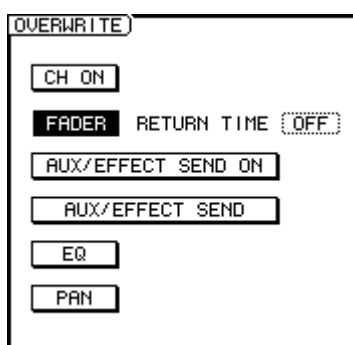 OVERWRITE
CH ON
FADER RETURN TIME OFF
AUX/EFFECT SEND ON
AUX/EFFECT SEND
EQ
PAN